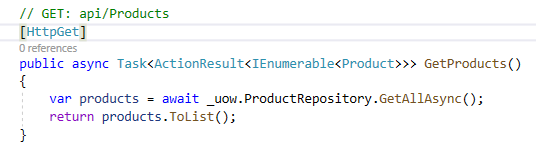 // GET: api/Products
[HttpGet]
0 references
public async Task<ActionResult<IEnumerable<Product>>> GetProducts()
{
var products = await _uow.ProductRepository.GetAllAsync();
return products.ToList();
}